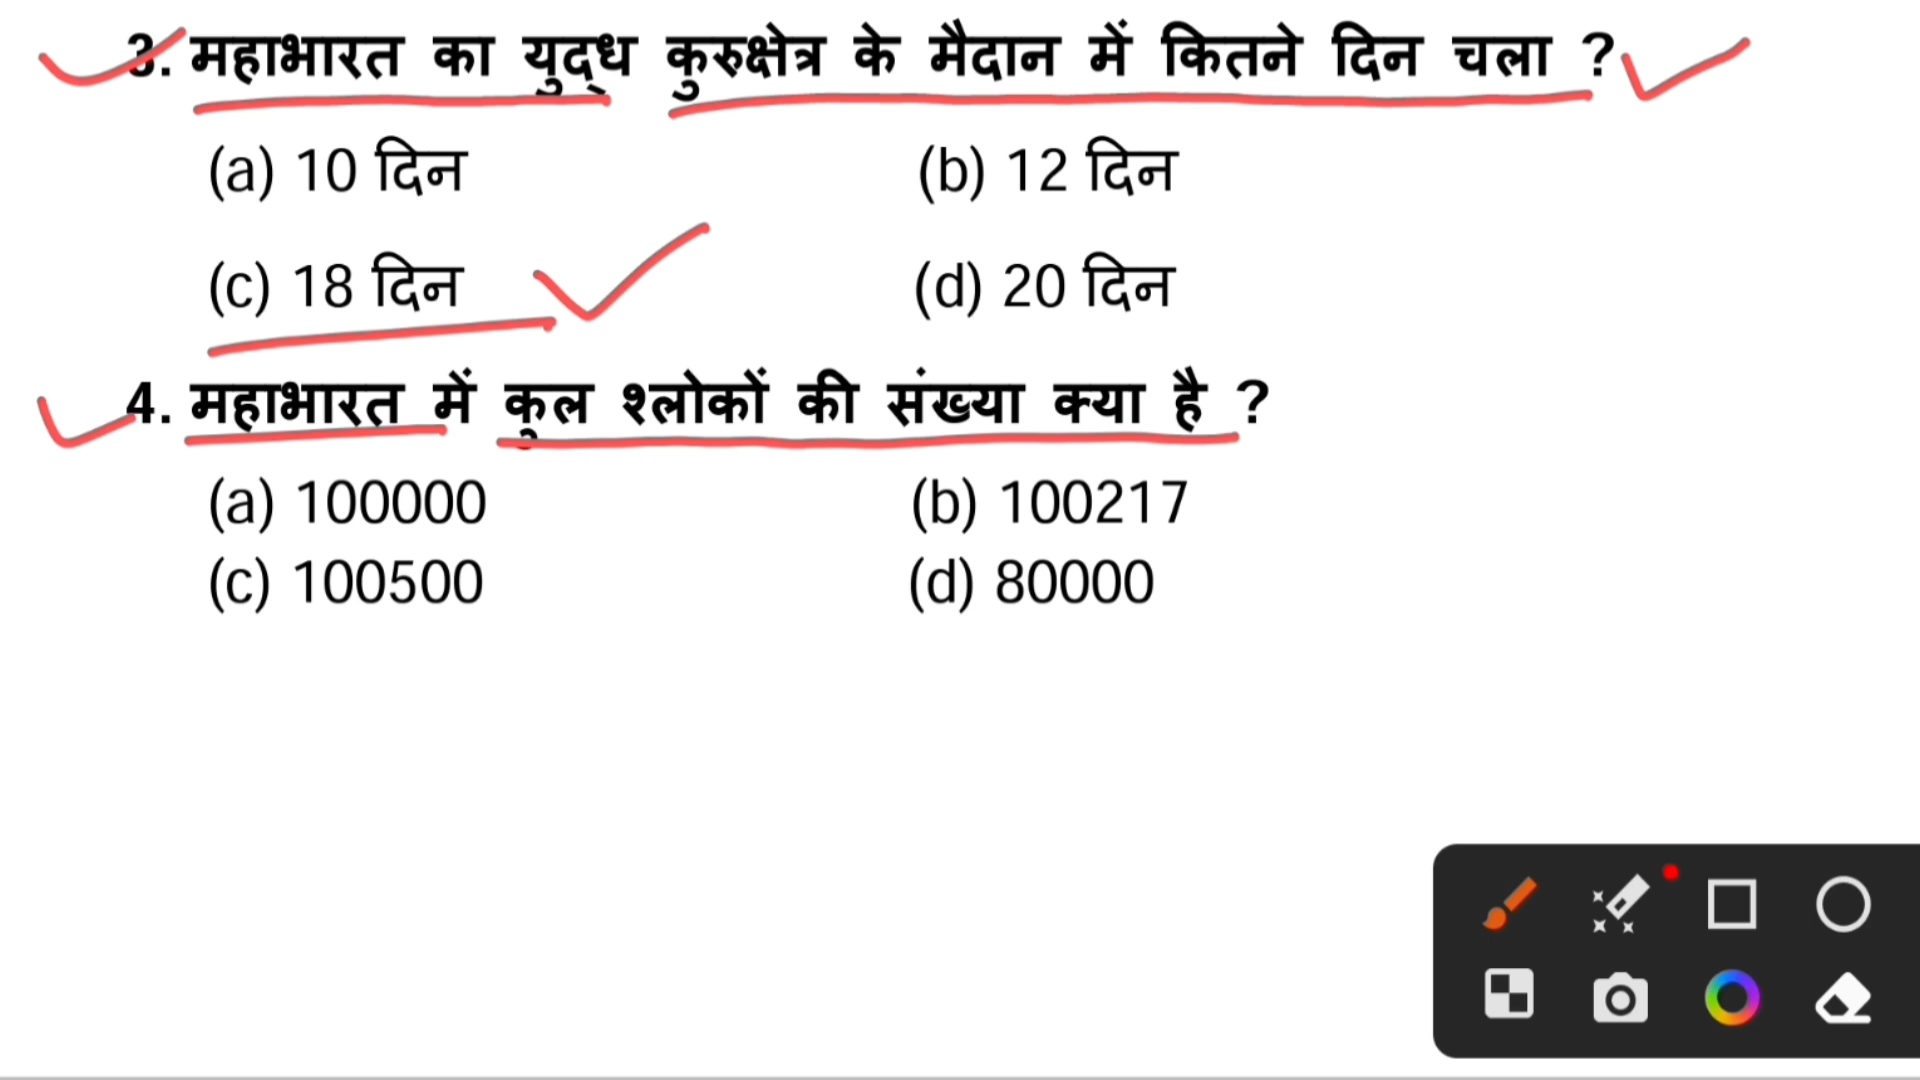 3. महाभारत का युद्ध कुरुक्षेत्र के मैदान में कितने दिन चला ?
(a) 10 दिन (b) 12 दिन
(c) 18 दिन (d) 20 दिन
4. महाभारत में कुल श्लोकों की संख्या क्या है ?
(a) 100000 (b) 100217
(c) 100500 (d) 80000